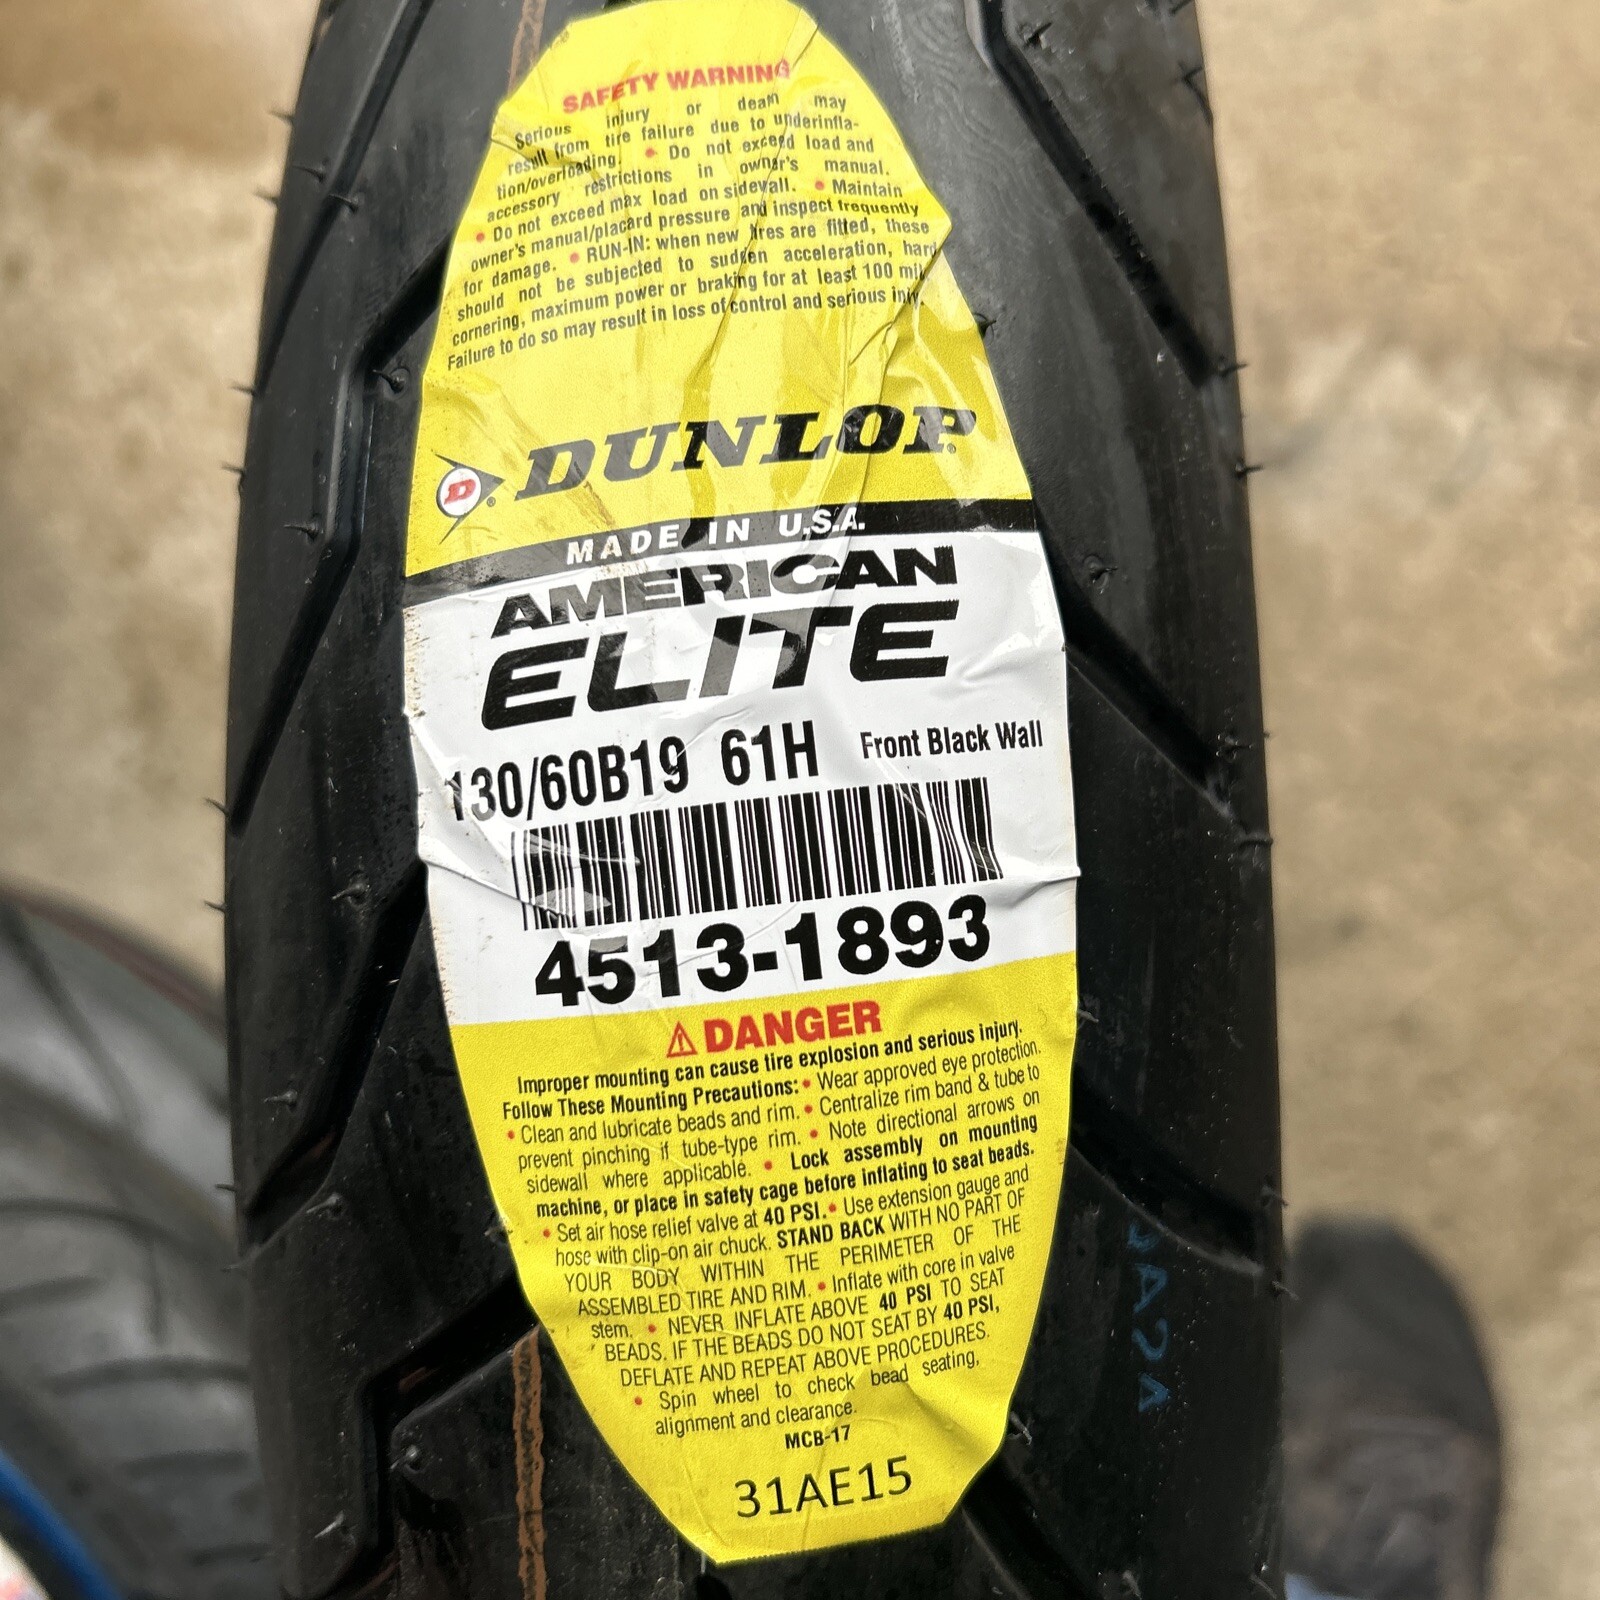 SAFETY WARNING
Serious injury or death may
result from tire failure due to underinfla-
tion/overloading. • Do not exceed load and
accessory restrictions in owner's manual.
• Do not exceed max load on sidewall. • Maintain
owner's manual/placard pressure and inspect frequently
for damage. • RUN-IN: when new tires are fitted, these
should not be subjected to sudden acceleration, hard
cornering, maximum power or braking for at least 100
Failure to do so may result in loss of control and serious
D DUNLOP
MADE IN U.S.A.
AMERICAN
ELITE
130/60B19 61H Front Black Wall
4513-1893
DANGER
Improper mounting can cause tire explosion and serious injury.
Follow These Mounting Precautions: • Wear approved eye protection.
• Clean and lubricate beads and rim. • Centralize rim band & tube to
prevent pinching if tube-type rim. • Note directional arrows on
sidewall where applicable. • Lock assembly on mounting
machine, or place in safety cage before inflating to seat beads.
• Set air hose relief valve at 40 PSI. • Use extension gauge and
hose with clip-on air chuck. STAND BACK WITH NO PART OF
YOUR BODY WITHIN THE PERIMETER OF THE
ASSEMBLED TIRE AND RIM. • Inflate with core in valve
stem. • NEVER INFLATE ABOVE 40 PSI TO SEAT
BEADS. IF THE BEADS DO NOT SEAT BY 40 PSI,
DEFLATE AND REPEAT ABOVE PROCEDURES.
• Spin wheel to check bead seating,
alignment and clearance.
MCB-17
31AE15